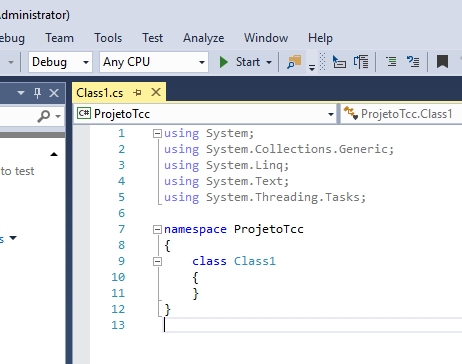 Administrator)
ebug Team Tools Test Analyze Window Help
Debug Any CPU Start
Class1.cs
C# ProjetoTcc ProjetoTcc.Class1
1 using System;
2 using System.Collections.Generic;
3 using System.Linq;
4 using System.Text;
5 using System.Threading.Tasks;
6
7 namespace ProjetoTcc
8 {
9 class Class1
10 {
11 }
12 }
13
to test
s